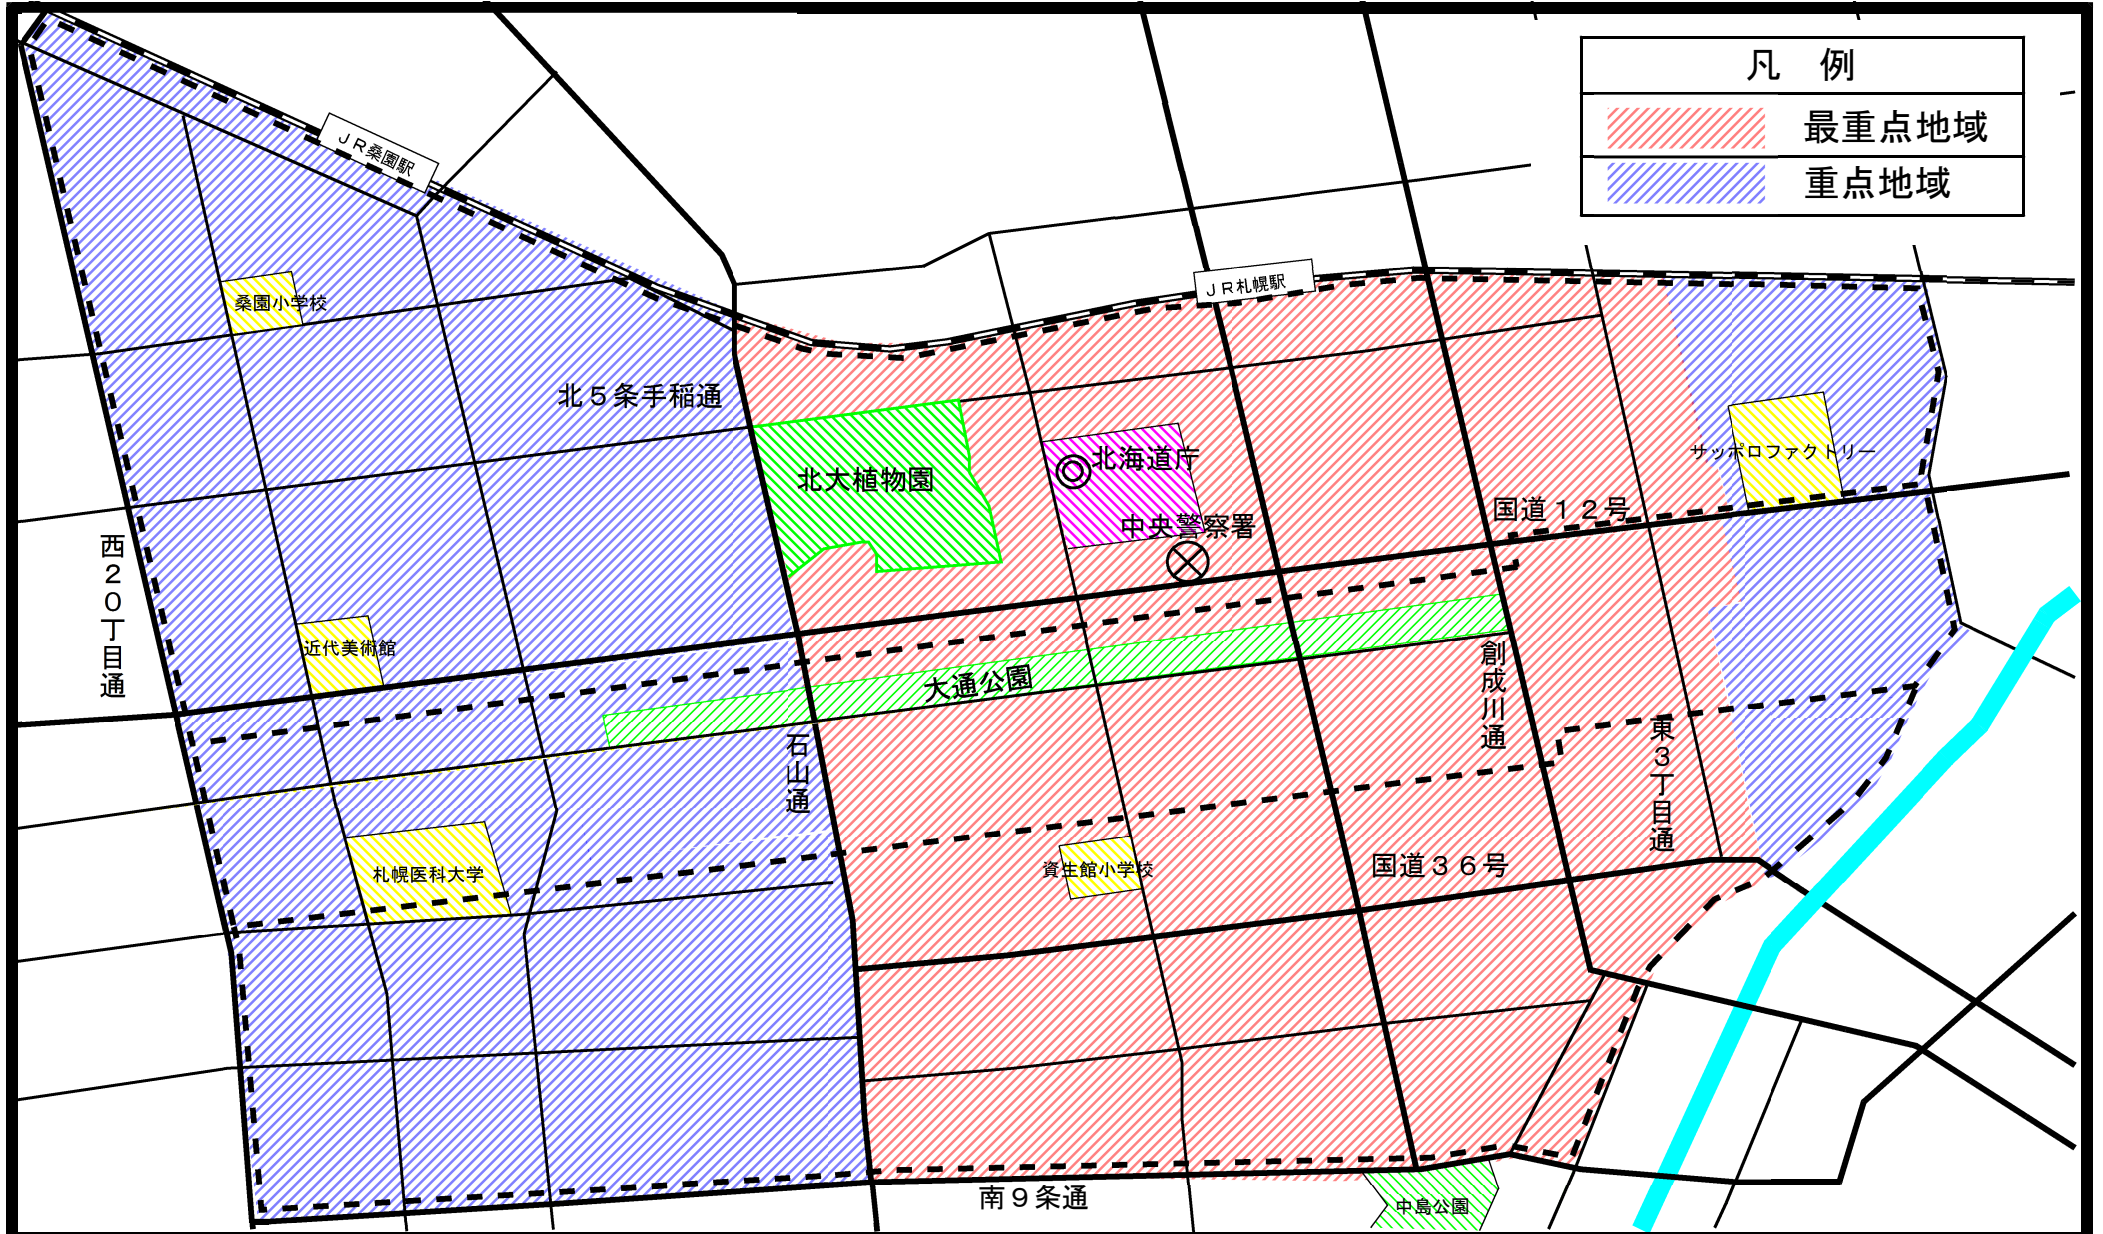 凡　例
最重点地域
重点地域
ＪＲ桑園駅
ＪＲ札幌駅
桑園小学校
北５条手稲通
北大植物園
北海道庁
中央警察署
サッポロファクトリー
国道１２号
西２０丁目通
近代美術館
大通公園
創成川通
石山通
東３丁目通
札幌医科大学
資生館小学校
国道３６号
南９条通
中島公園